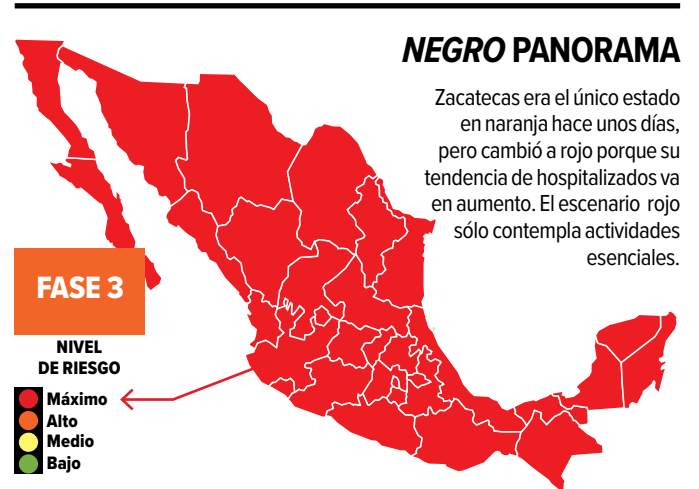 NEGRO PANORAMA
Zacatecas era el único estado
en naranja hace unos días,
pero cambió a rojo porque su
tendencia de hospitalizados va
en aumento. El escenario rojo
sólo contempla actividades
esenciales.
FASE 3
NIVEL
DE RIESGO
Máximo
Alto
Medio
Bajo